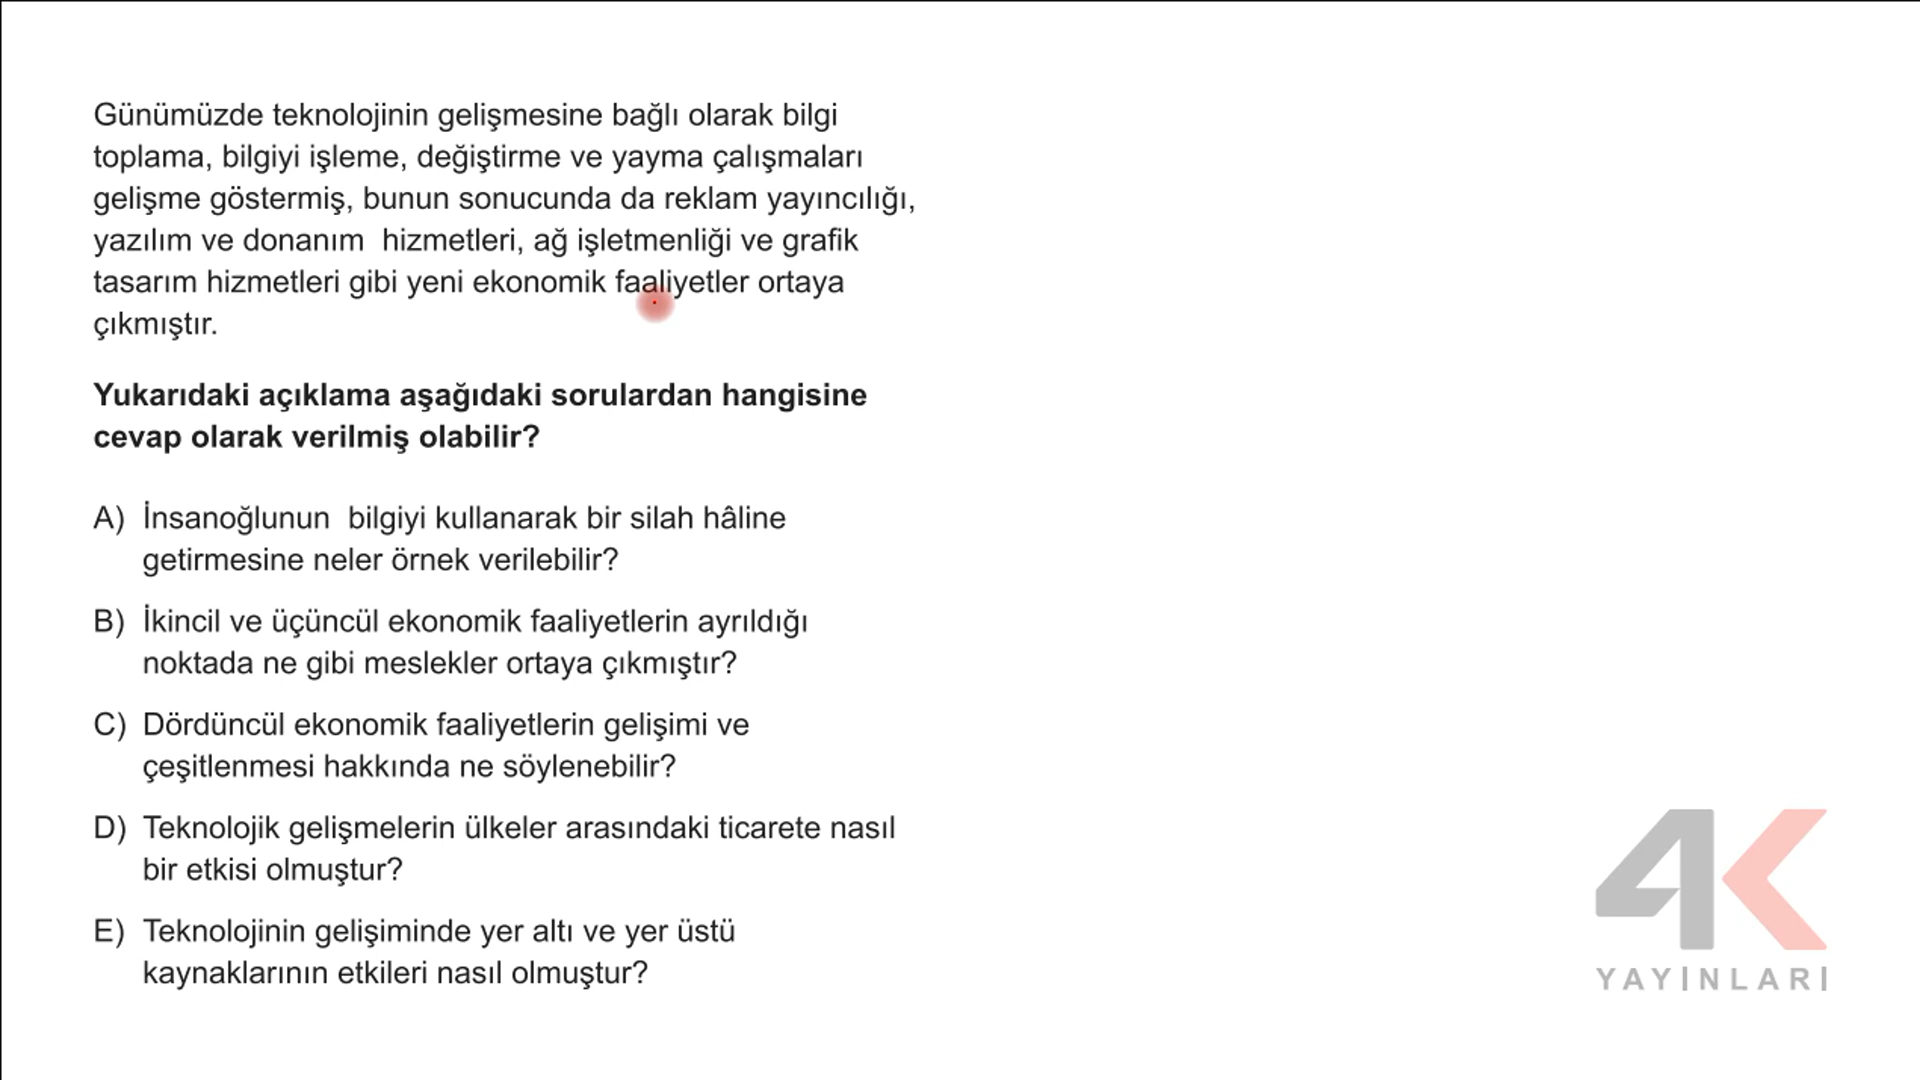 Günümüzde teknolojinin gelişmesine bağlı olarak bilgi
toplama, bilgiyi işleme, değiştirme ve yayma çalışmaları
gelişme göstermiş, bunun sonucunda da reklam yayıncılığı,
yazılım ve donanım hizmetleri, ağ işletmenliği ve grafik
tasarım hizmetleri gibi yeni ekonomik faaliyetler ortaya
çıkmıştır.
Yukarıdaki açıklama aşağıdaki sorulardan hangisine
cevap olarak verilmiş olabilir?
A) İnsanoğlunun bilgiyi kullanarak bir silah hâline
getirmesine neler örnek verilebilir?
B) İkincil ve üçüncül ekonomik faaliyetlerin ayrıldığı
noktada ne gibi meslekler ortaya çıkmıştır?
C) Dördüncül ekonomik faaliyetlerin gelişimi ve
çeşitlenmesi hakkında ne söylenebilir?
D) Teknolojik gelişmelerin ülkeler arasındaki ticarete nasıl
bir etkisi olmuştur?
E) Teknolojinin gelişiminde yer altı ve yer üstü
kaynaklarının etkileri nasıl olmuştur?
4K
YAYINLARI